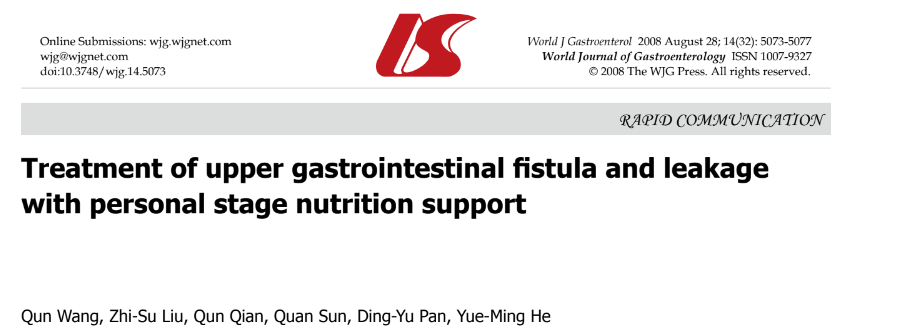 Online Submissions: wjg.wjgnet.com
wjg@wjgnet.com
doi:10.3748/wjg.14.5073
World J Gastroenterol 2008 August 28; 14(32): 5073-5077
World Journal of Gastroenterology ISSN 1007-9327
© 2008 The WJG Press. All rights reserved.
RAPID COMMUNICATION
Treatment of upper gastrointestinal fistula and leakage
with personal stage nutrition support
Qun Wang, Zhi-Su Liu, Qun Qian, Quan Sun, Ding-Yu Pan, Yue-Ming He